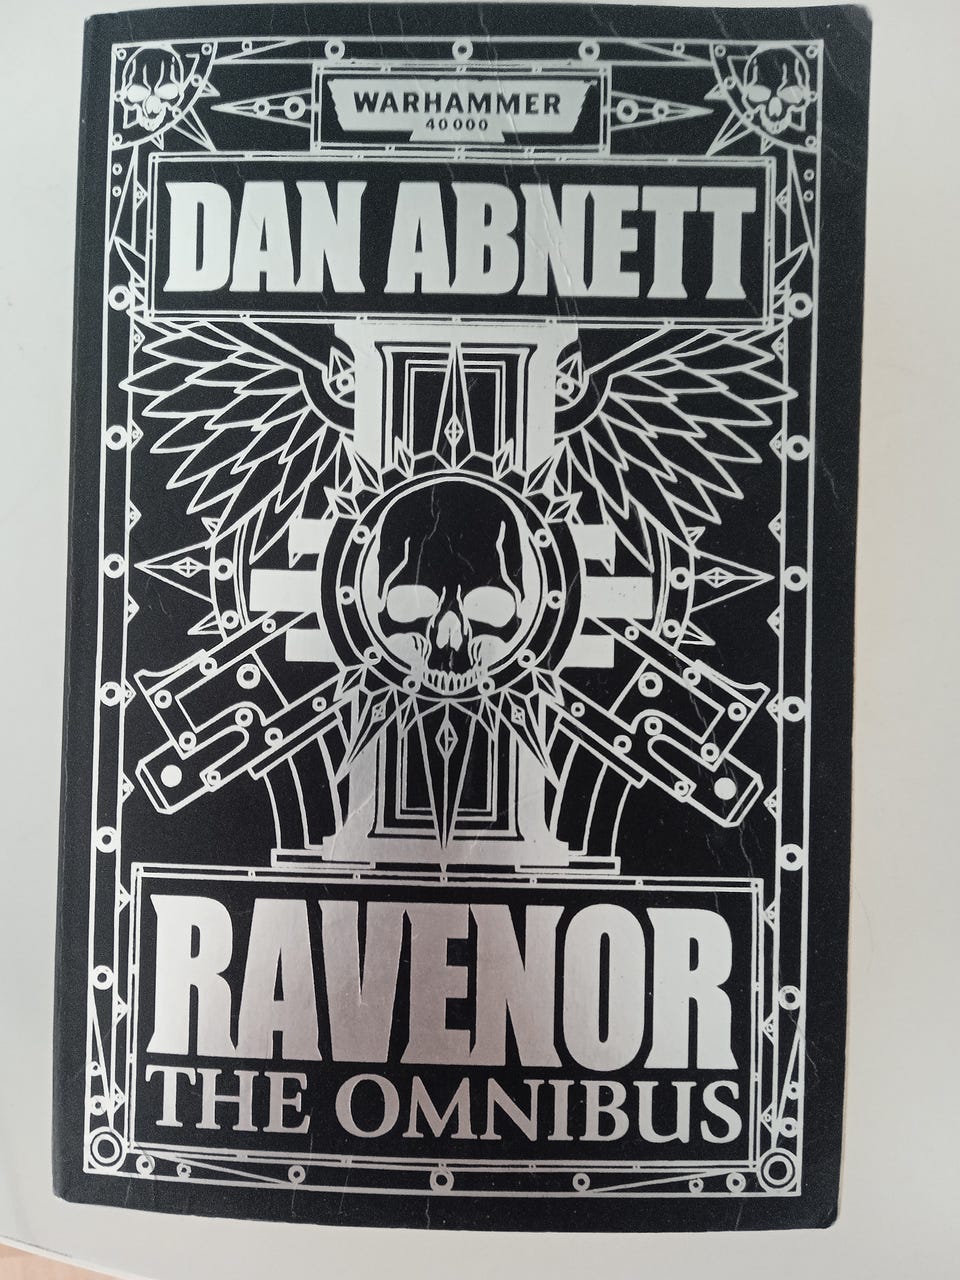 WARHAMMER
40000
DAN ABNETT
RAVENOR
THE OMNIBUS